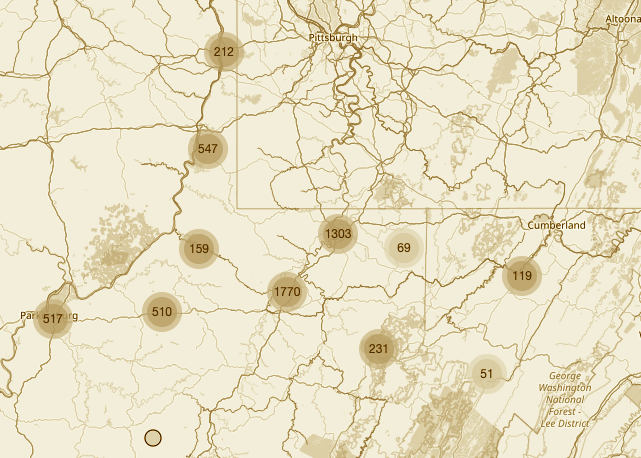 Altoona
Pittsburgh
212
547
Cumberland
1303
159
69
119
1770
510
517
231
51
George
Washington
National
Forest -
Lee District